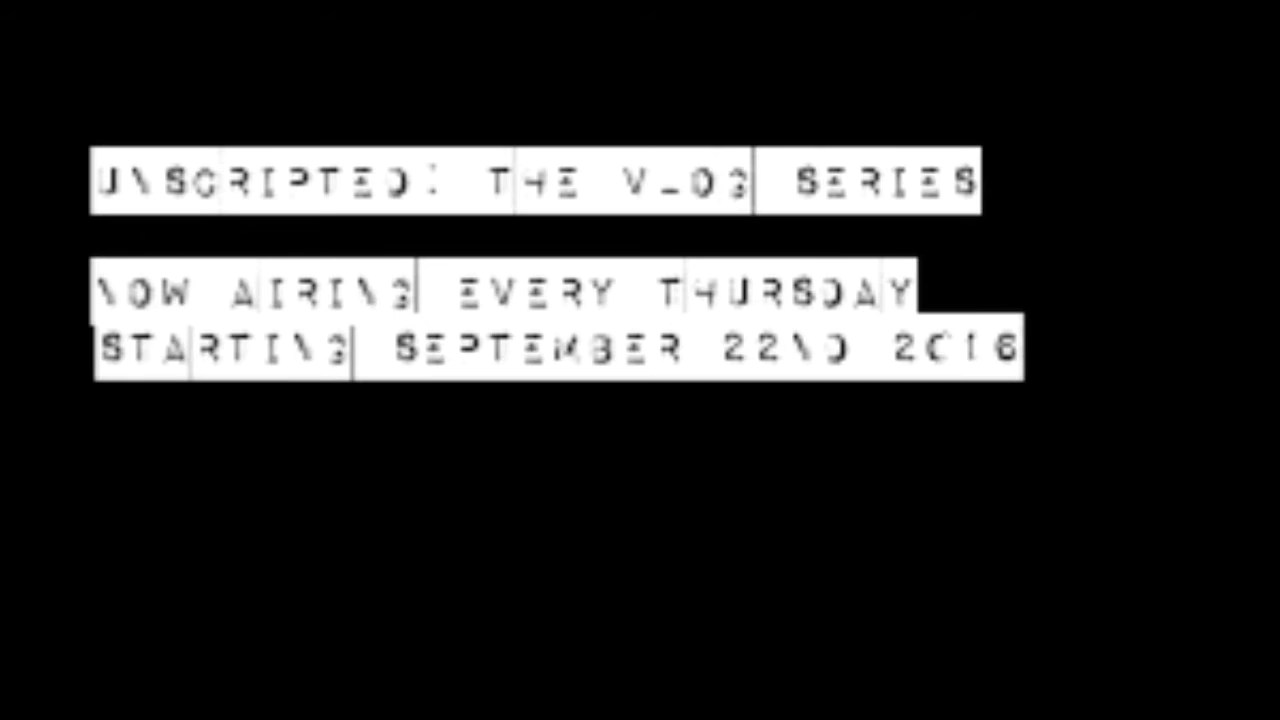 UNSCRIPTED: THE VLOG SERIES
NOW AIRING EVERY THURSDAY
STARTING SEPTEMBER 22ND 2016